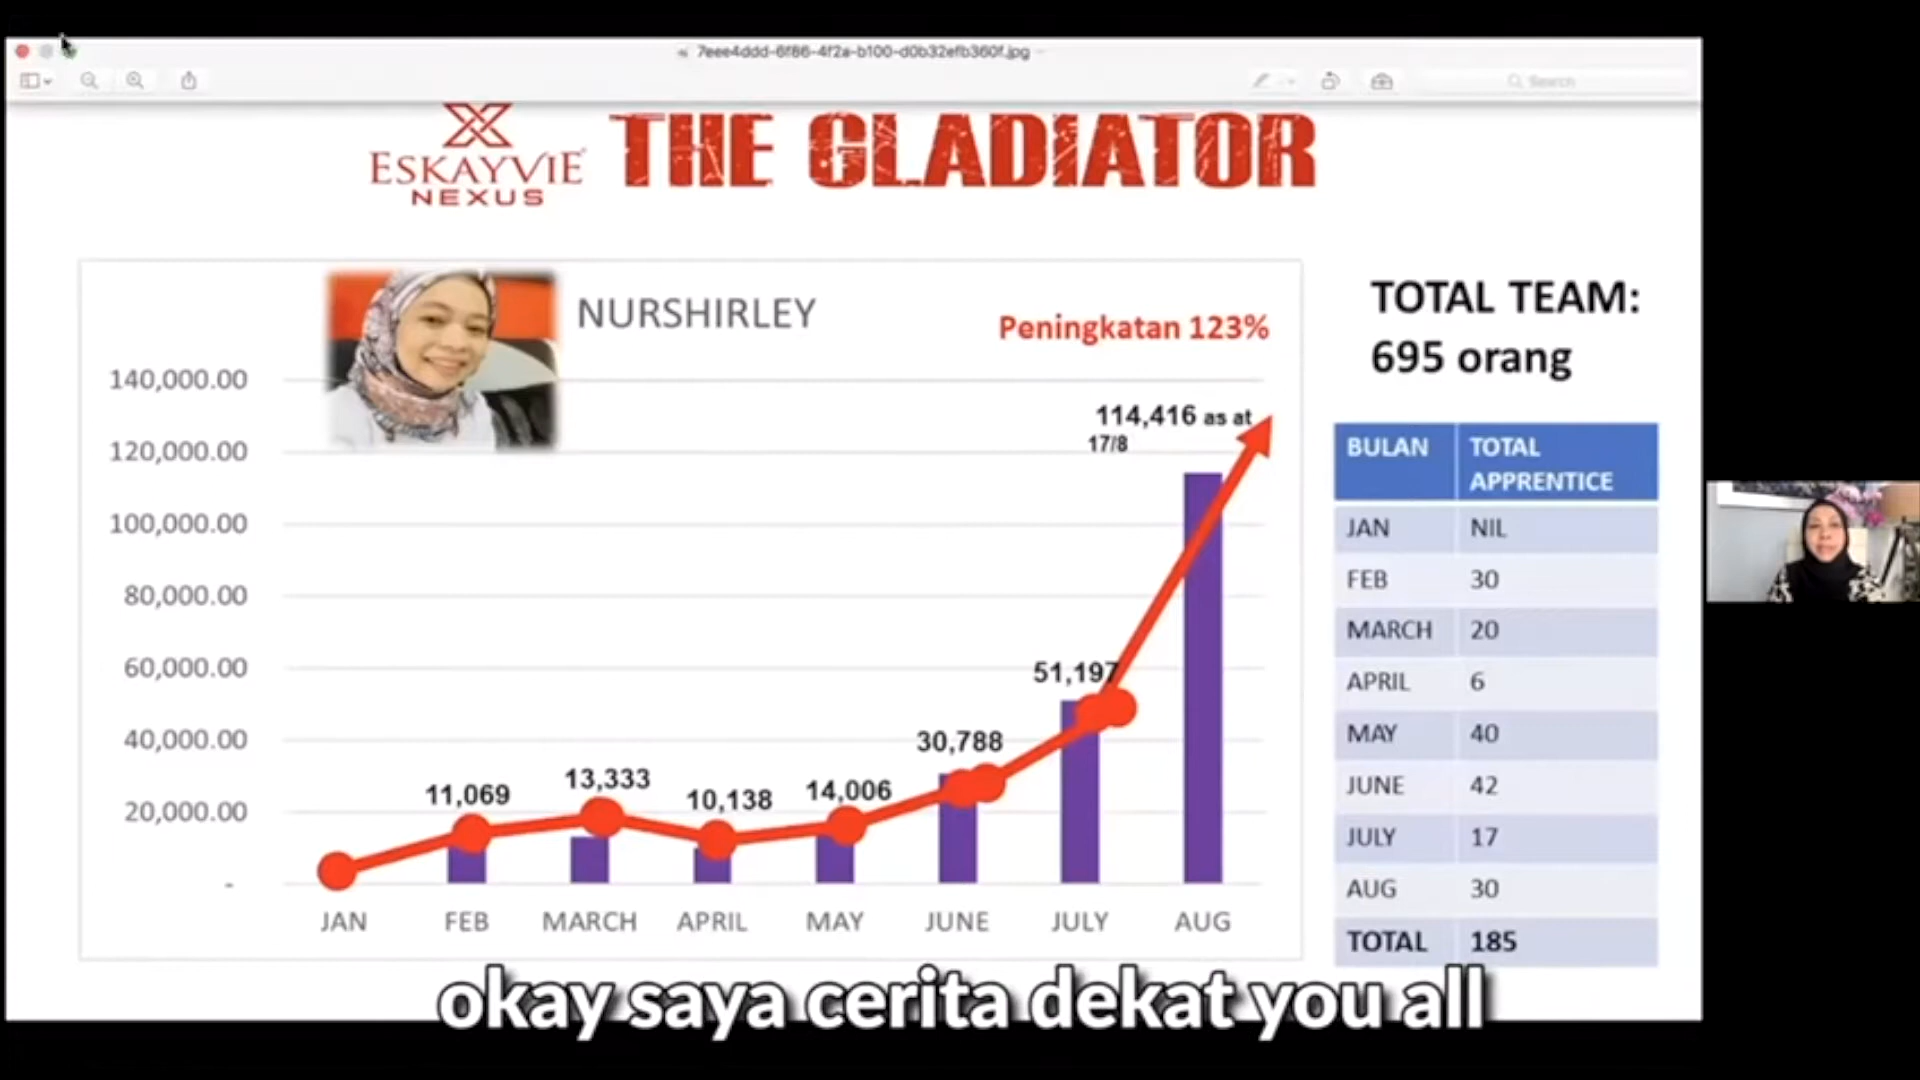 7eee4ddd-6f86-4f2a-b100-d0b32efb360f.jpg
Search
ESKAYVIE
NEXUS
THE GLADIATOR
NURSHIRLEY
Peningkatan 123%
140,000.00
120,000.00
100,000.00
80,000.00
60,000.00
40,000.00
20,000.00
-
11,069
13,333
10,138
14,006
30,788
51,197
114,416 as at
17/8
JAN FEB MARCH APRIL MAY JUNE JULY AUG
TOTAL TEAM:
695 orang
BULAN TOTAL
APPRENTICE
JAN NIL
FEB 30
MARCH 20
APRIL 6
MAY 40
JUNE 42
JULY 17
AUG 30
TOTAL 185
okay saya cerita dekat you all